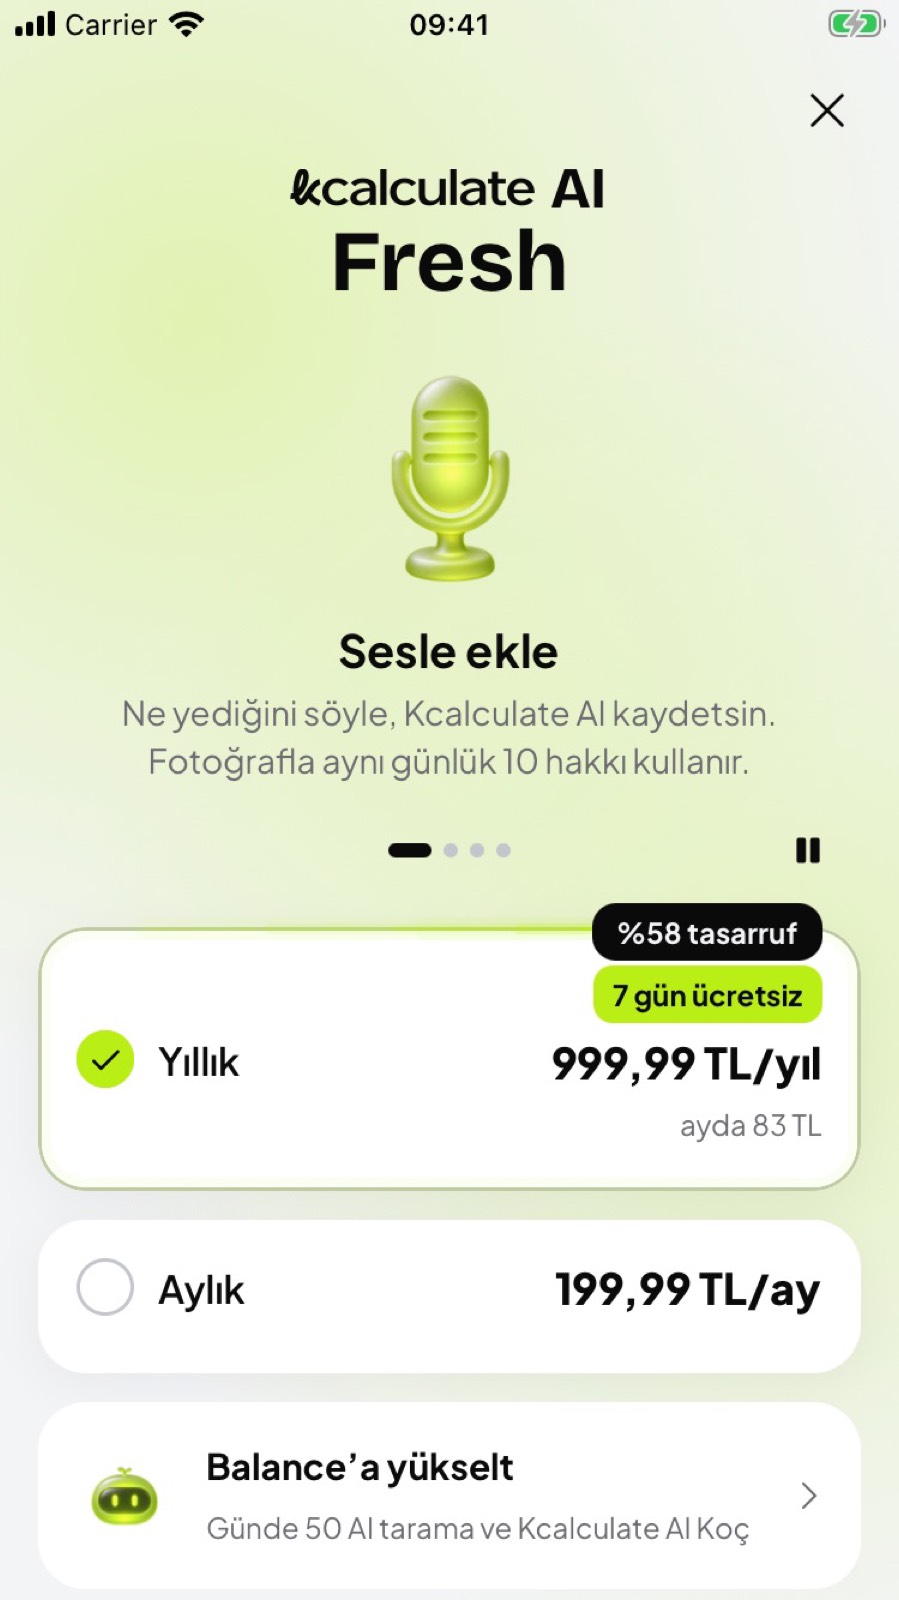 Carrier
09:41
kcalculate AI
Fresh
Sesle ekle
Ne yediğini söyle, Kcalculate AI kaydetsin.
Fotoğrafla aynı günlük 10 hakkı kullanır.
%58 tasarruf
7 gün ücretsiz
Yıllık
999,99 TL/yıl
ayda 83 TL
Aylık
199,99 TL/ay
Balance’a yükselt
Günde 50 AI tarama ve Kcalculate AI Koç